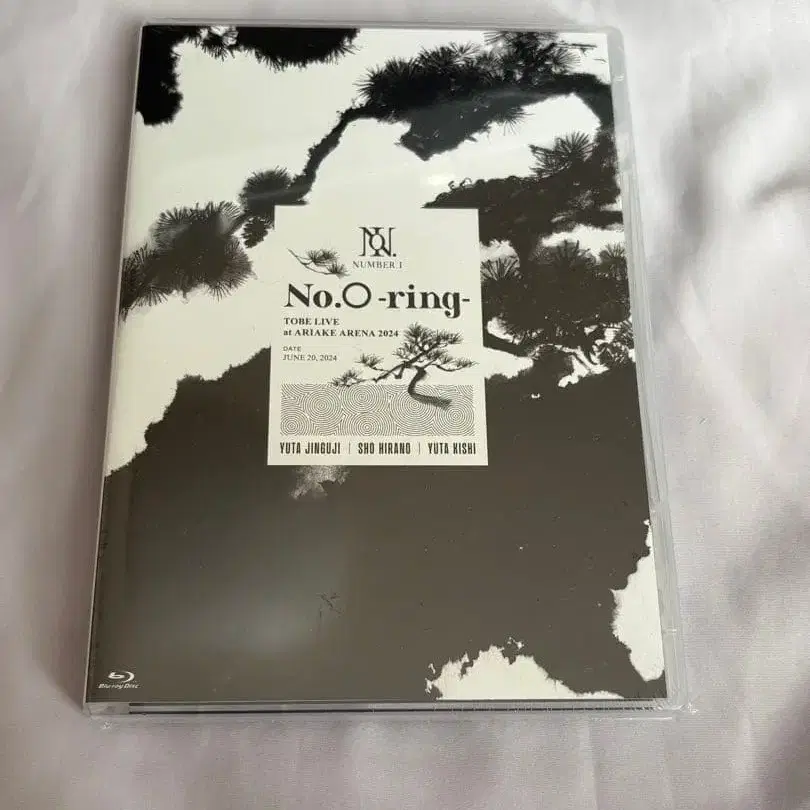 NO.
NUMBER_I
No.O -ring-
TOBE LIVE
at ARIAKE ARENA 2024
DATE
JUNE 20, 2024
YUTA JINGUJI | SHO HIRANO | YUTA KISHI
Blu-ray Disc